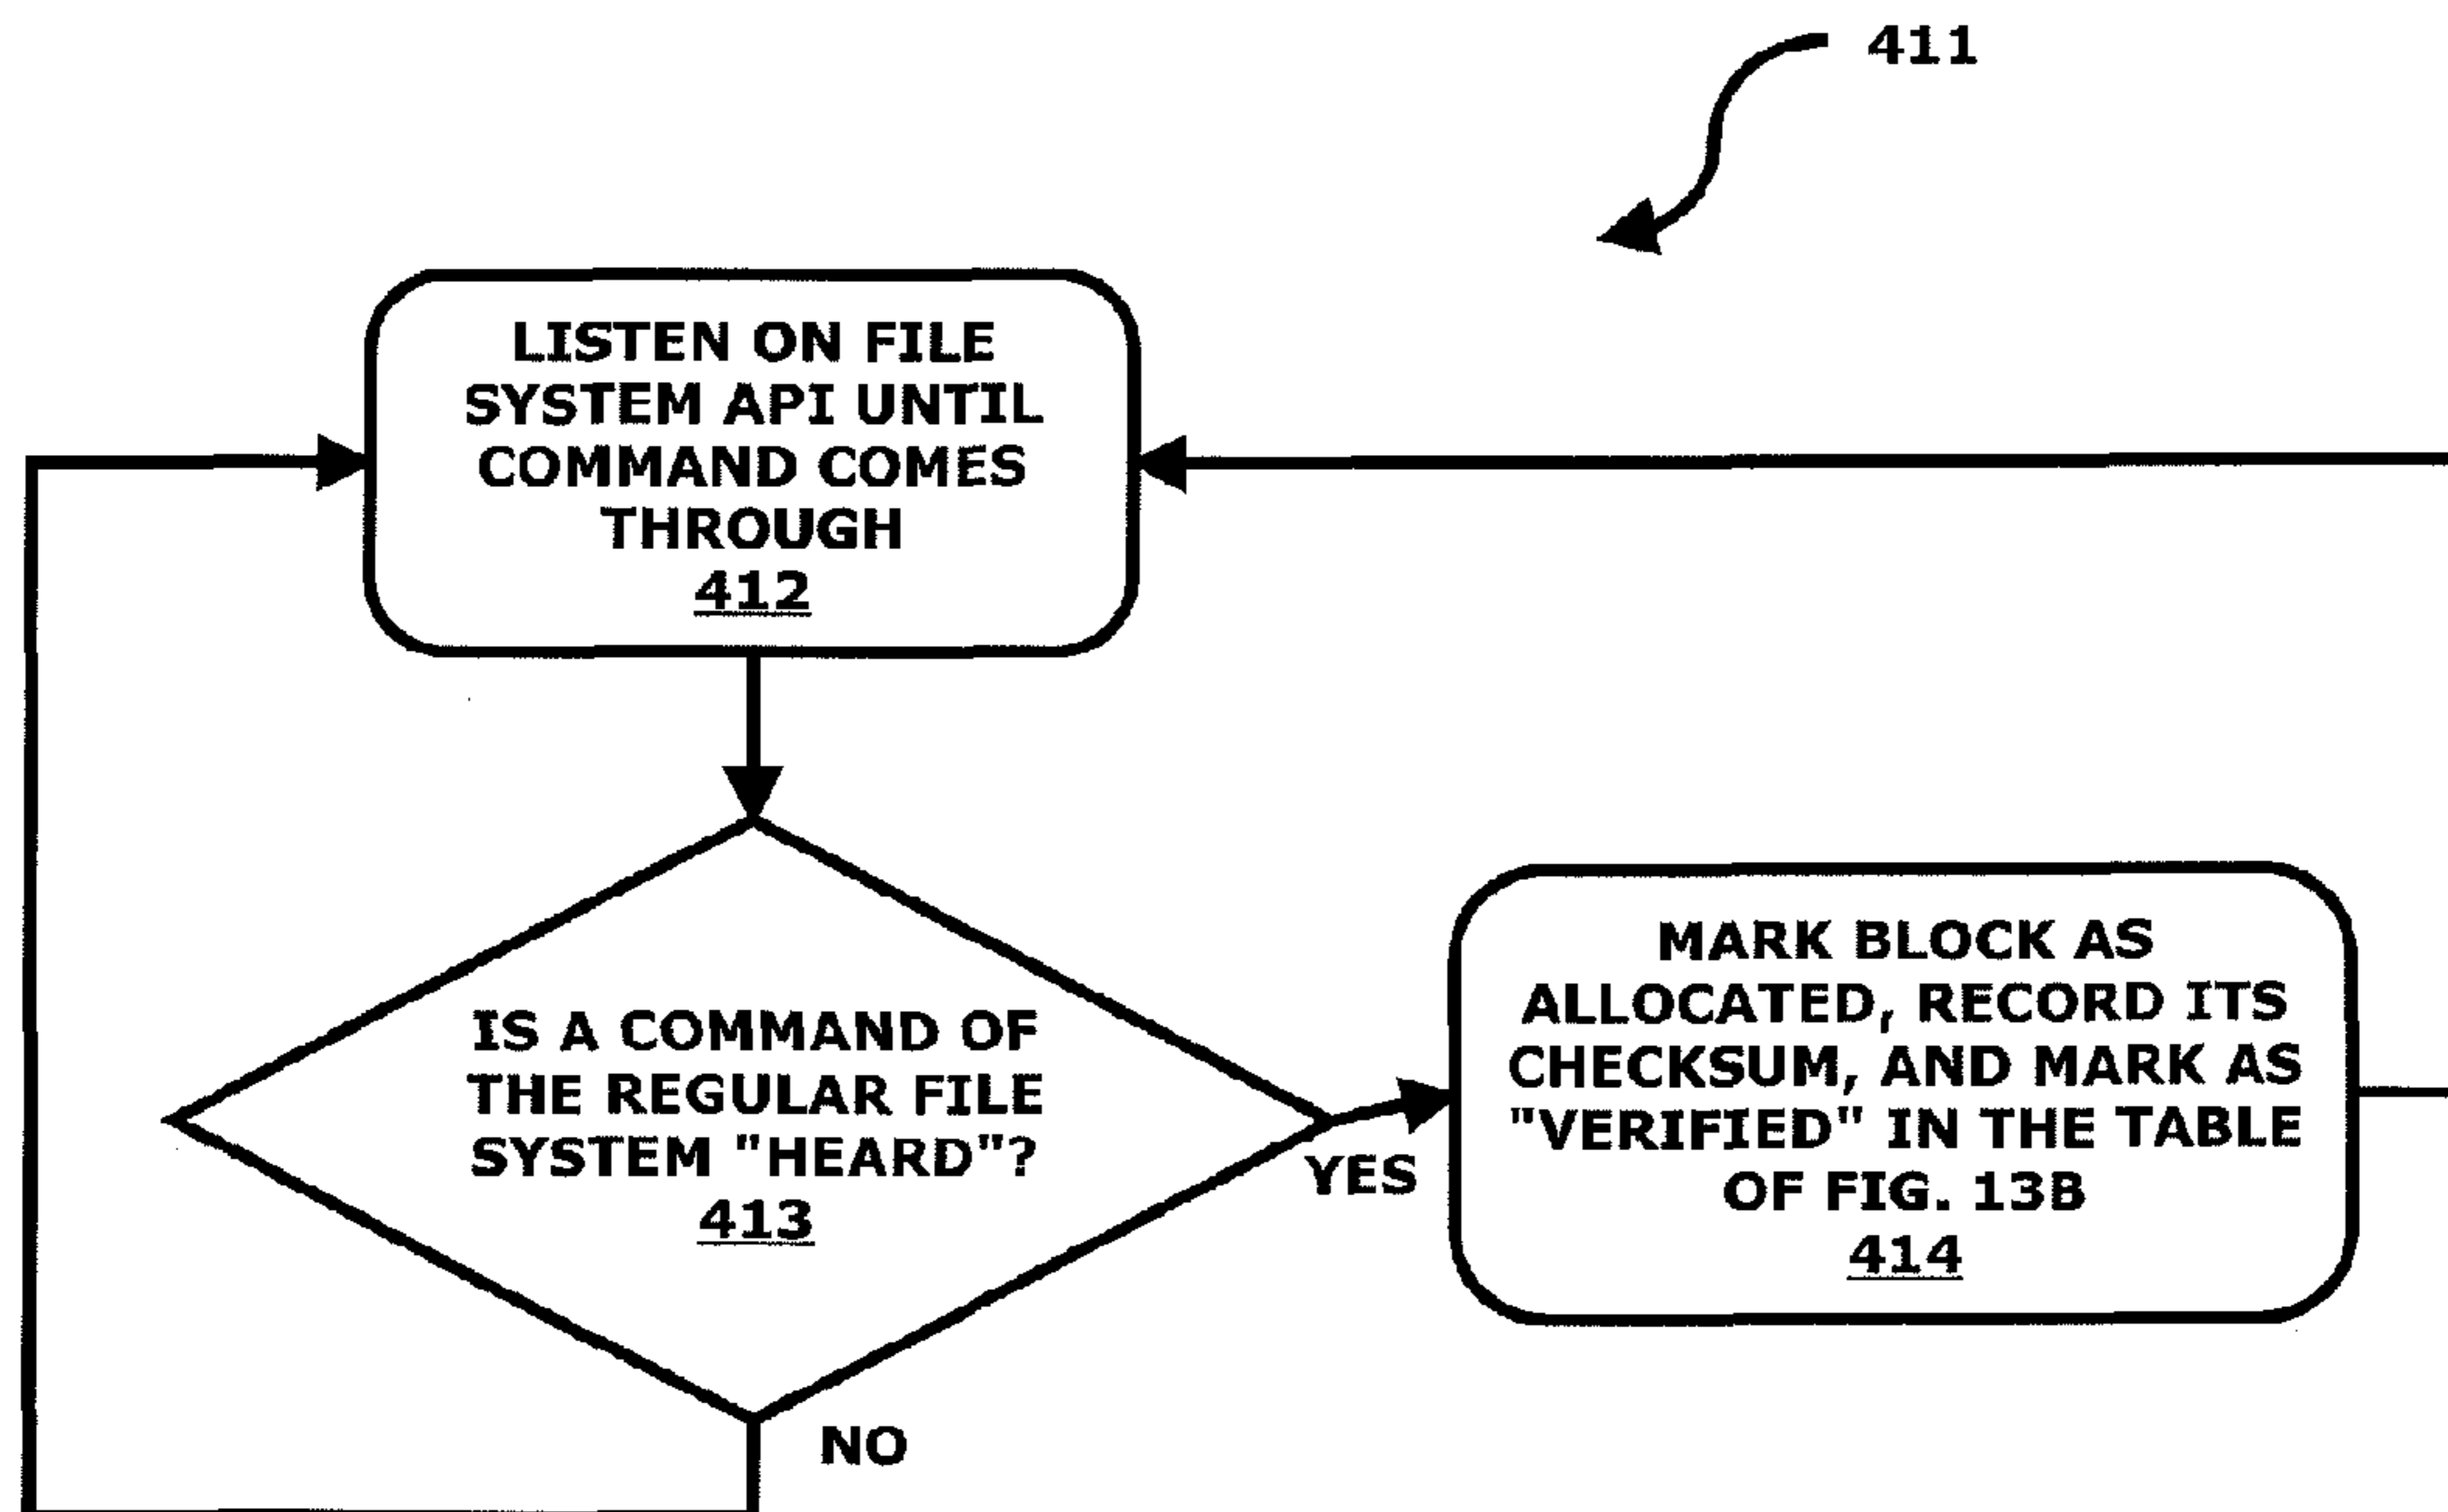 411
LISTEN ON FILE
SYSTEM API UNTIL
COMMAND COMES
THROUGH
412
IS A COMMAND OF
THE REGULAR FILE
SYSTEM "HEARD"?
413
YES
NO
MARK BLOCK AS
ALLOCATED, RECORD ITS
CHECKSUM, AND MARK AS
"VERIFIED" IN THE TABLE
OF FIG. 13B
414